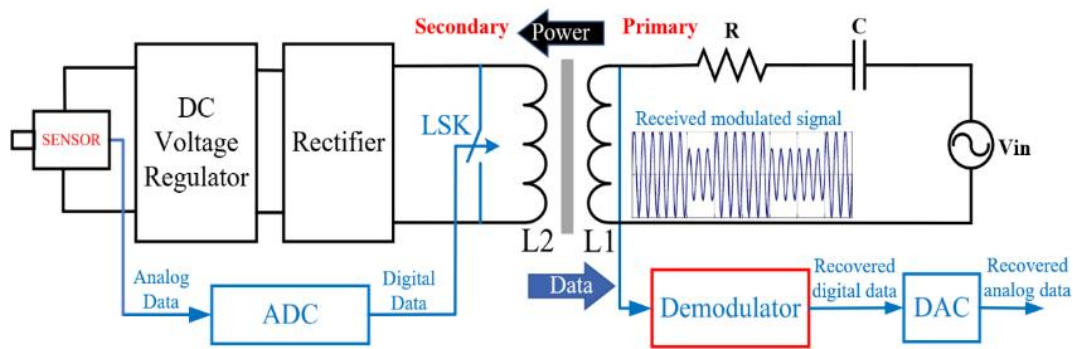 Secondary
Power
Primary
R
C
SENSOR
DC
Voltage
Regulator
Rectifier
LSK
Received modulated signal
Vin
L2
L1
Analog
Data
ADC
Digital
Data
Data
Demodulator
Recovered
digital data
DAC
Recovered
analog data